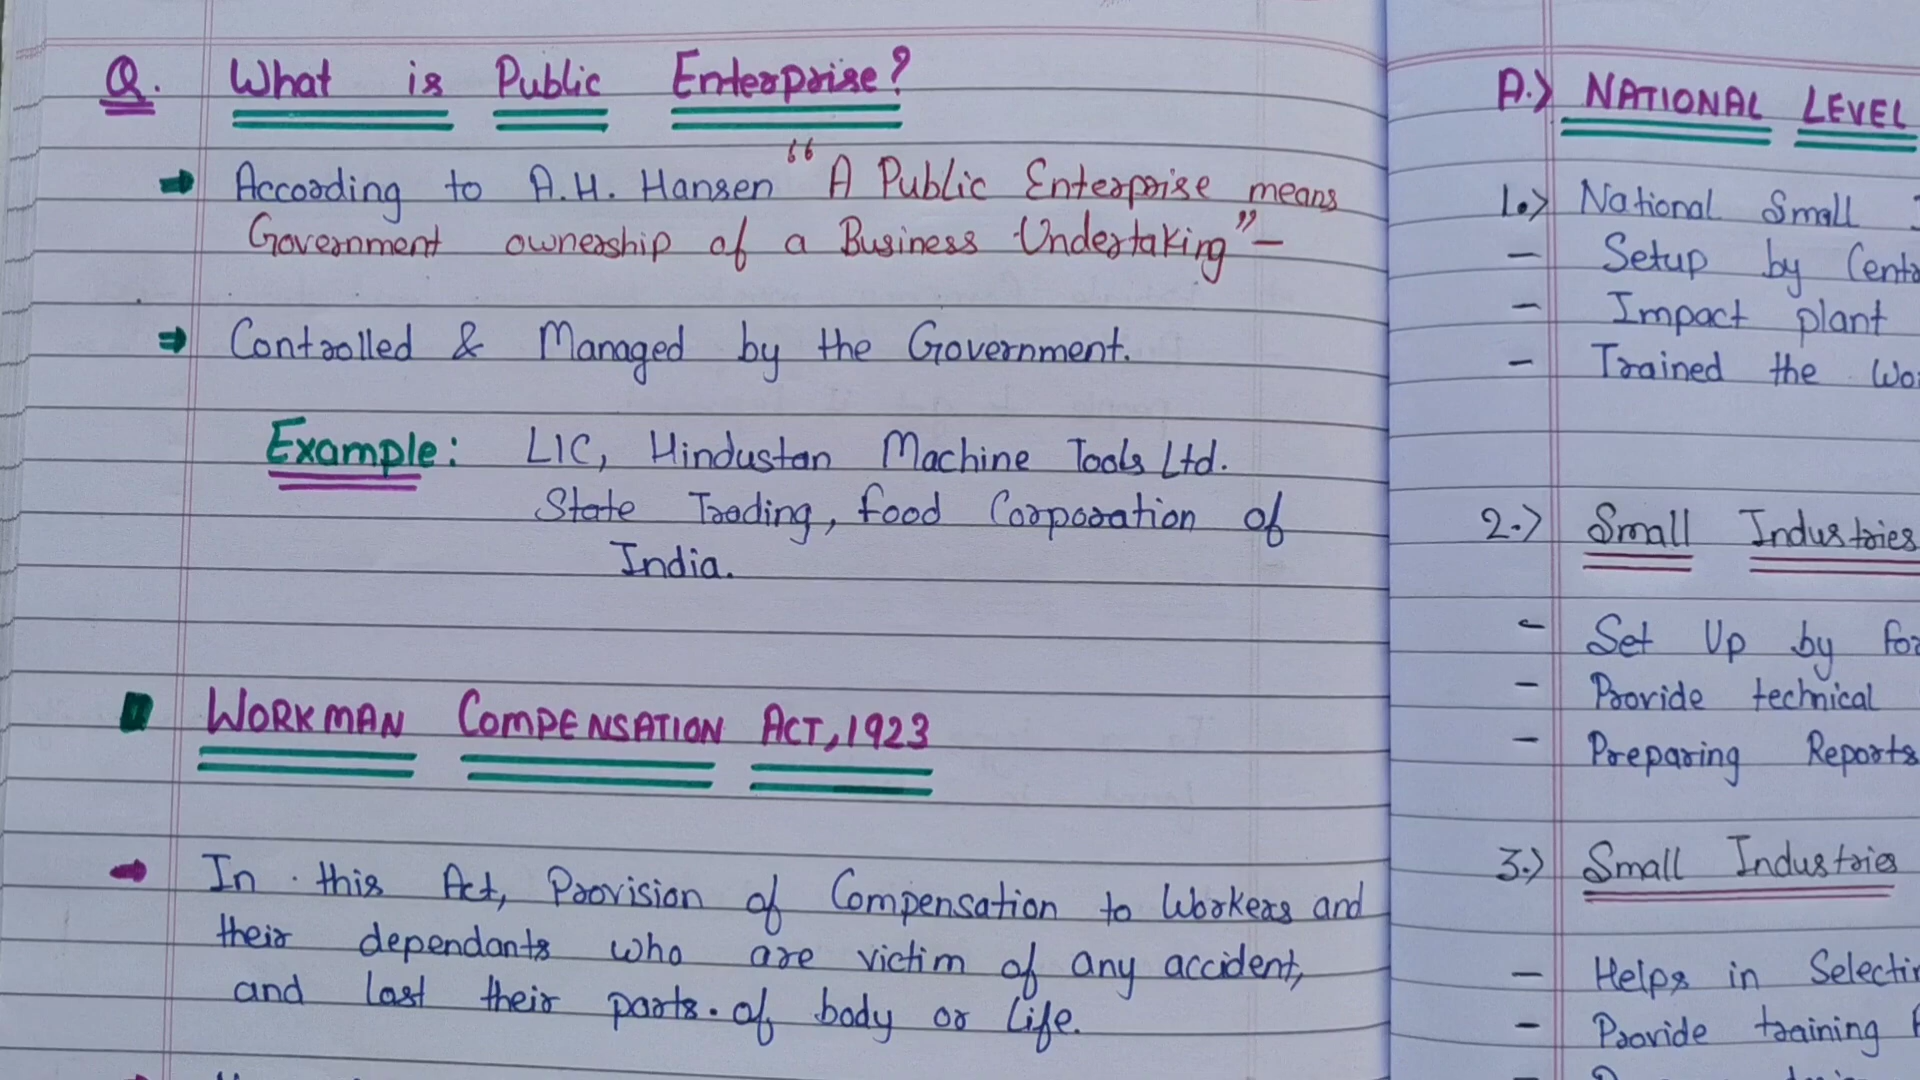 Q. What is Public Enterprise?
According to A.H. Hansen "A Public Enterprise means
Government ownership of a Business Undertaking"-
Controlled & Managed by the Government.
Example: LIC, Hindustan Machine Tools Ltd.
State Trading, Food Corporation of
India.
WORKMAN COMPENSATION ACT, 1923
In this Act, Provision of Compensation to Workers and
their dependants who are victim of any accident,
and last their parts. of body or life.
A.) NATIONAL LEVEL
1.) National Small
- Setup by
- Impact plant
- Trained the
2.) Small Industries
- Set Up by
- Provide technical
- Preparing Reports
3.) Small Industries
- Helps in
- Provide training